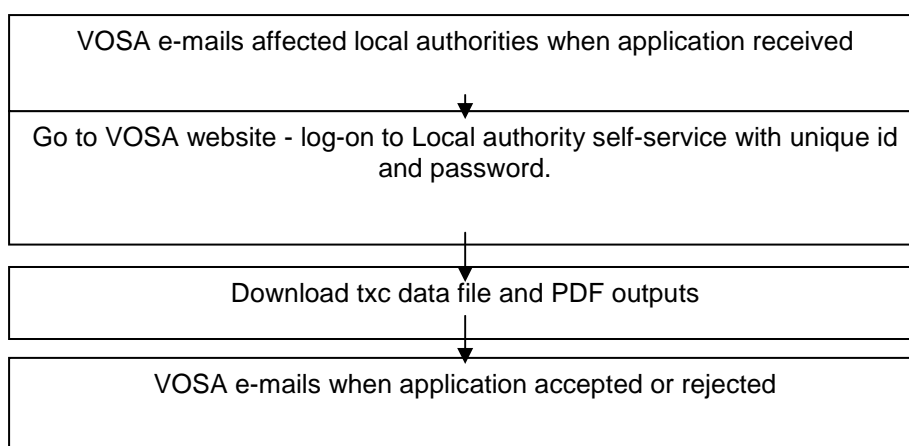 VOSA e-mails affected local authorities when application received
Go to VOSA website - log-on to Local authority self-service with unique id
and password.
Download txc data file and PDF outputs
VOSA e-mails when application accepted or rejected